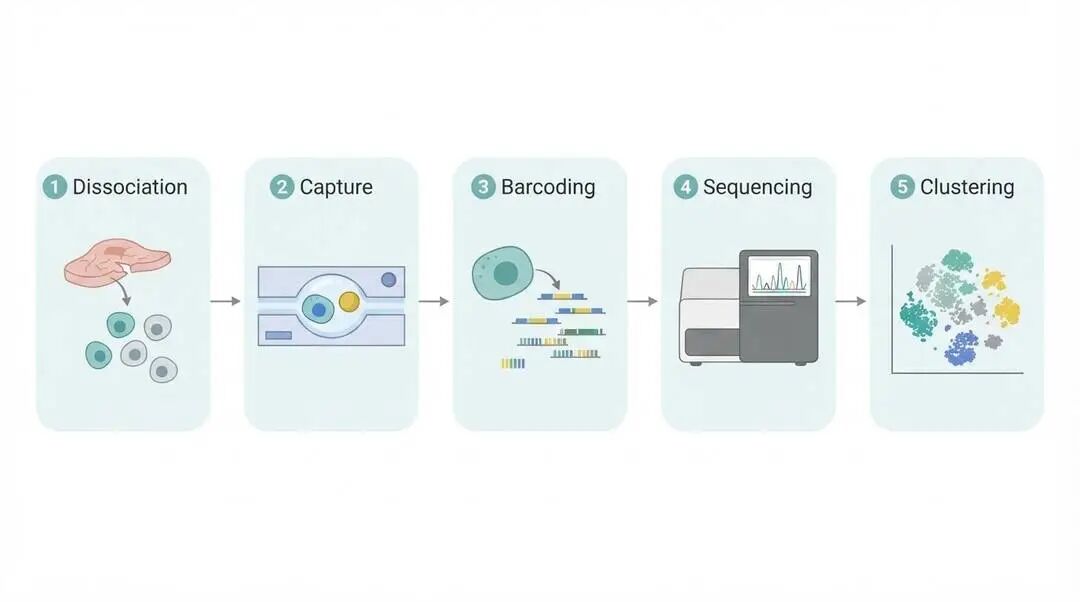 1 Dissociation
2 Capture
3 Barcoding
4 Sequencing
5 Clustering